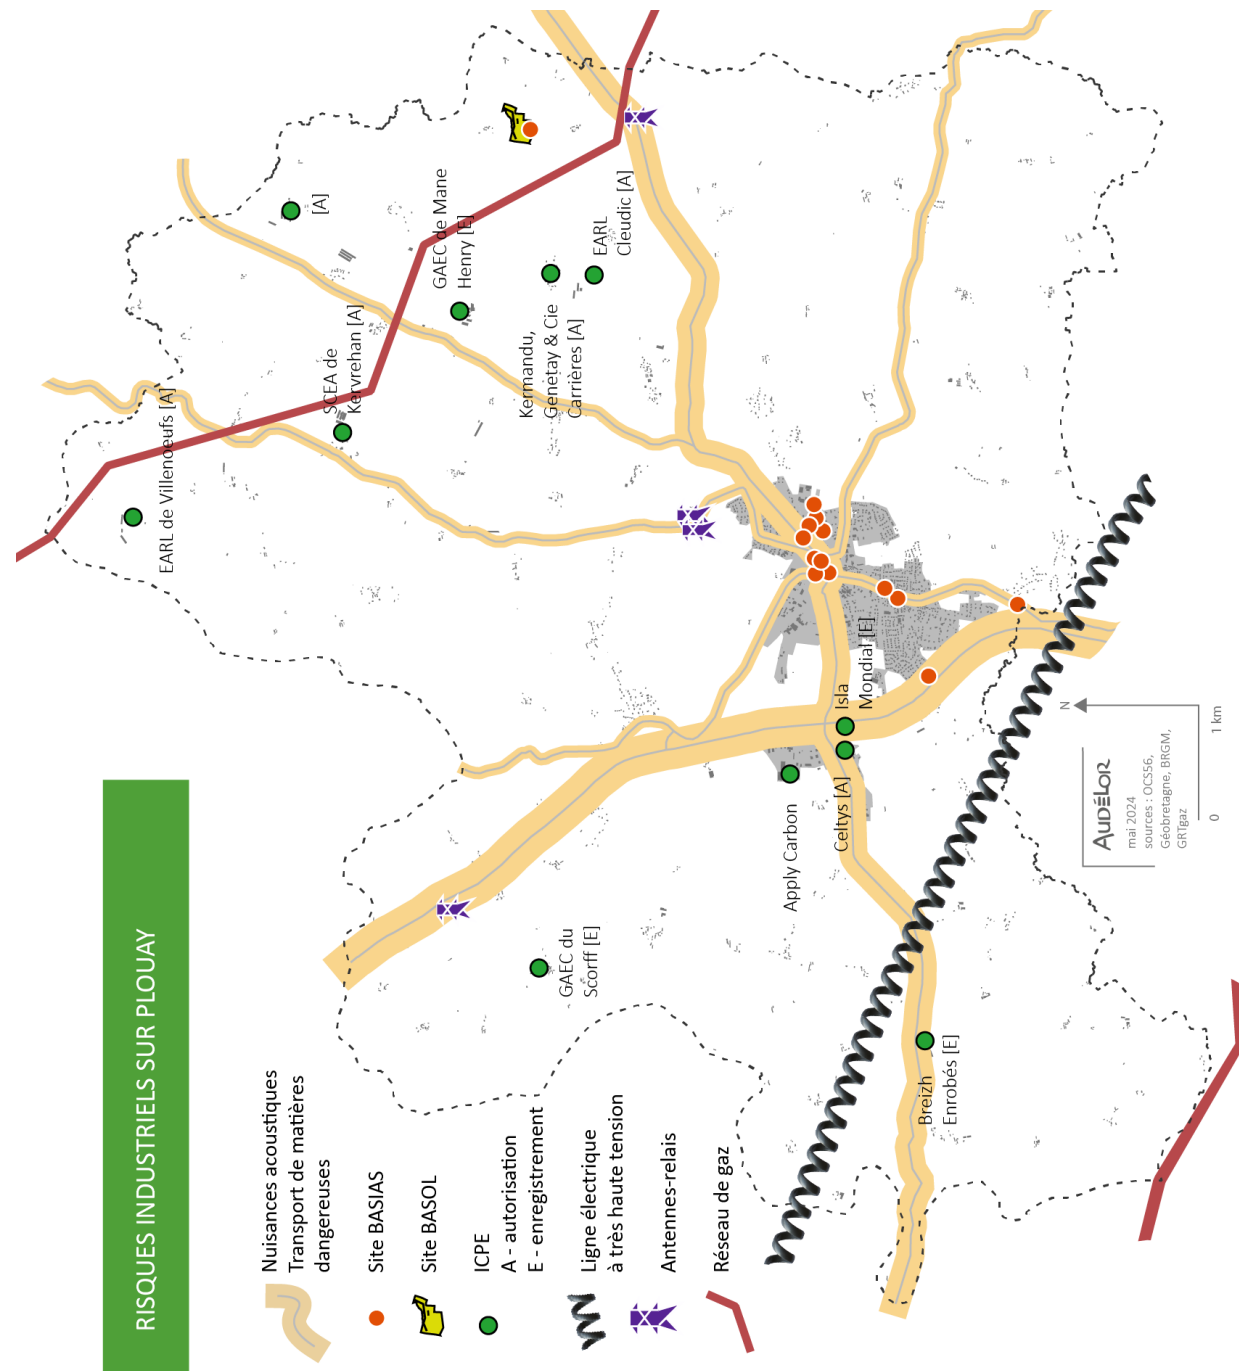 RISQUES INDUSTRIELS SUR PLOUAY
Nuisances acoustiques
Transport de matières
dangereuses
Site BASIAS
Site BASOL
ICPE
A - autorisation
E - enregistrement
Ligne électrique
à très haute tension
Antennes-relais
Réseau de gaz
EARL de Villenoeufs [A]
[A]
SCEA de
Kervrehan [A]
GAEC de Mane
Henry [E]
Kermandu,
Genetay & Cie
Carrières [A]
EARL
Cleudic [A]
GAEC du
Scorff [E]
Apply Carbon
Celtys [A]
Isla
Mondial [E]
Breizh
Enrobés [E]
AUDÉLOR
mai 2024
sources : OCS56,
Géobretagne, BRGM,
GRTgaz
N
0
1 km